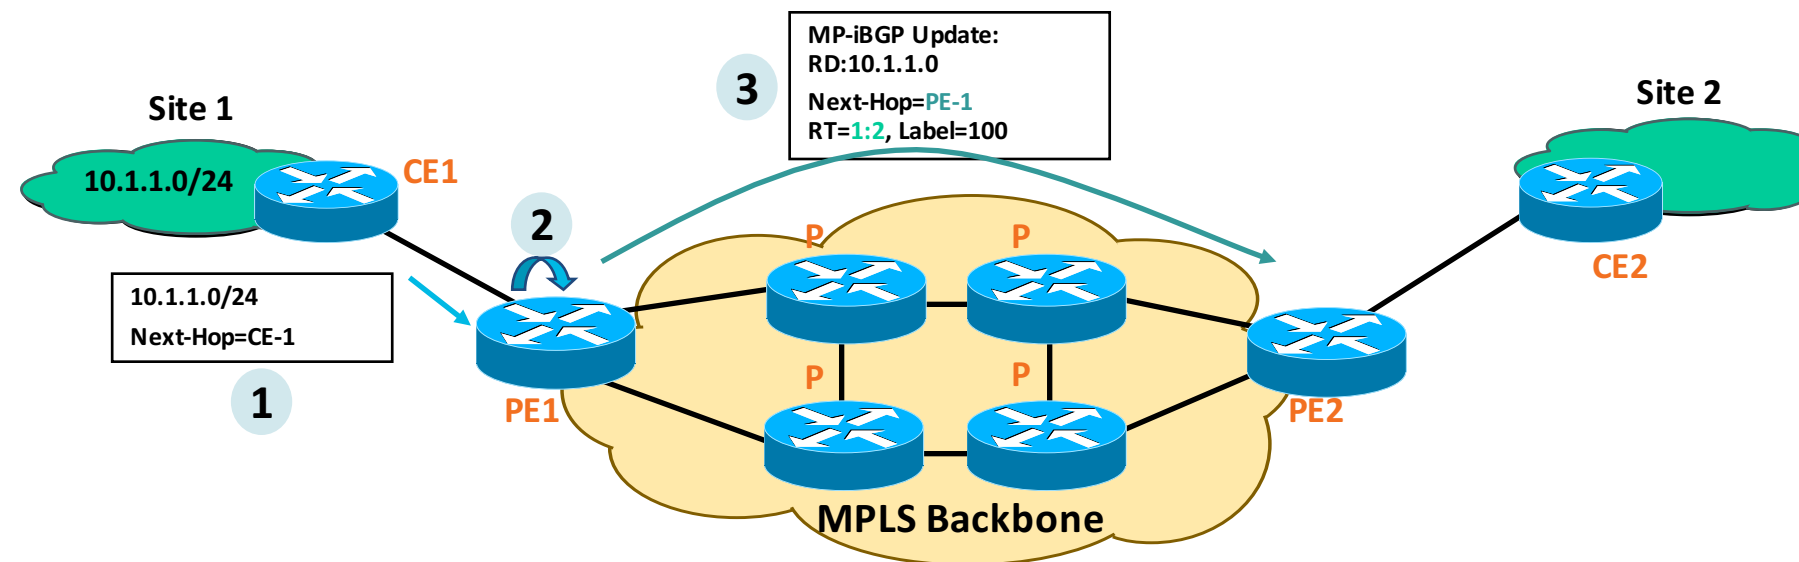 MP-iBGP Update:
RD:10.1.1.0
Next-Hop=PE-1
RT=1:2, Label=100
3
Site 1
Site 2
10.1.1.0/24
CE1
2
P
P
CE2
10.1.1.0/24
Next-Hop=CE-1
1
PE1
P
P
PE2
MPLS Backbone